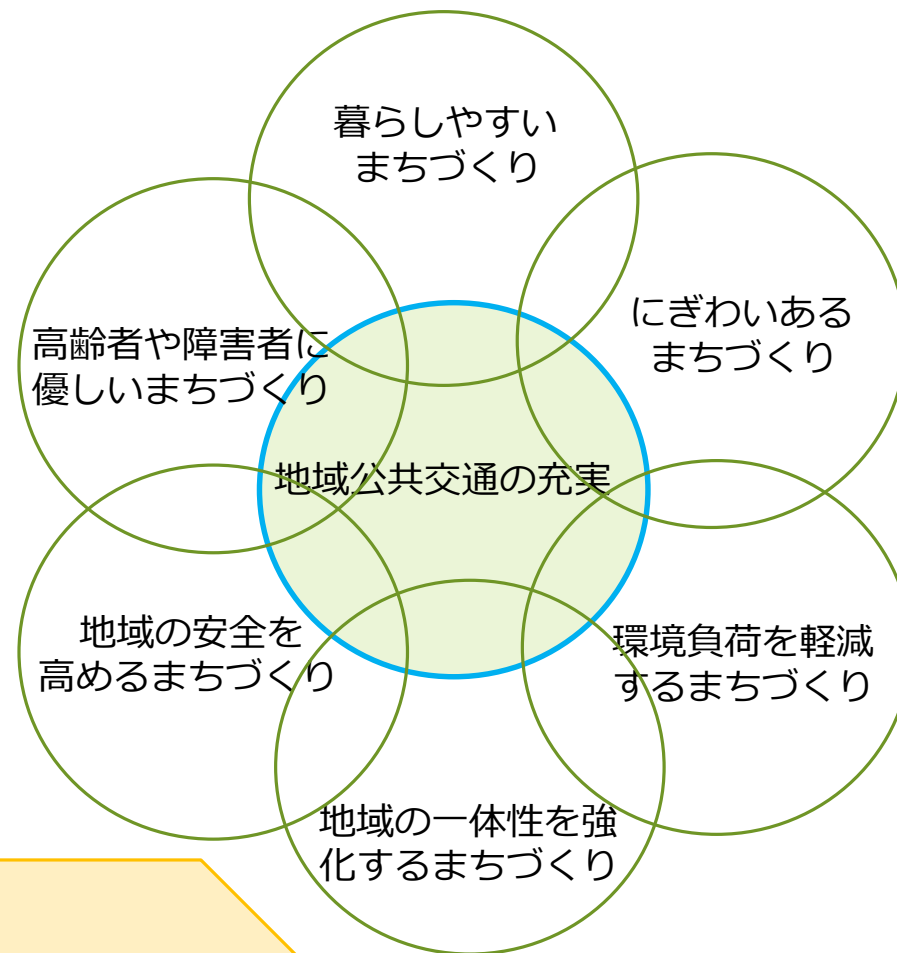 暮らしやすい
まちづくり
にぎわいある
まちづくり
高齢者や障害者に
優しいまちづくり
地域公共交通の充実
地域の安全を
高めるまちづくり
環境負荷を軽減
するまちづくり
地域の一体性を強
化するまちづくり